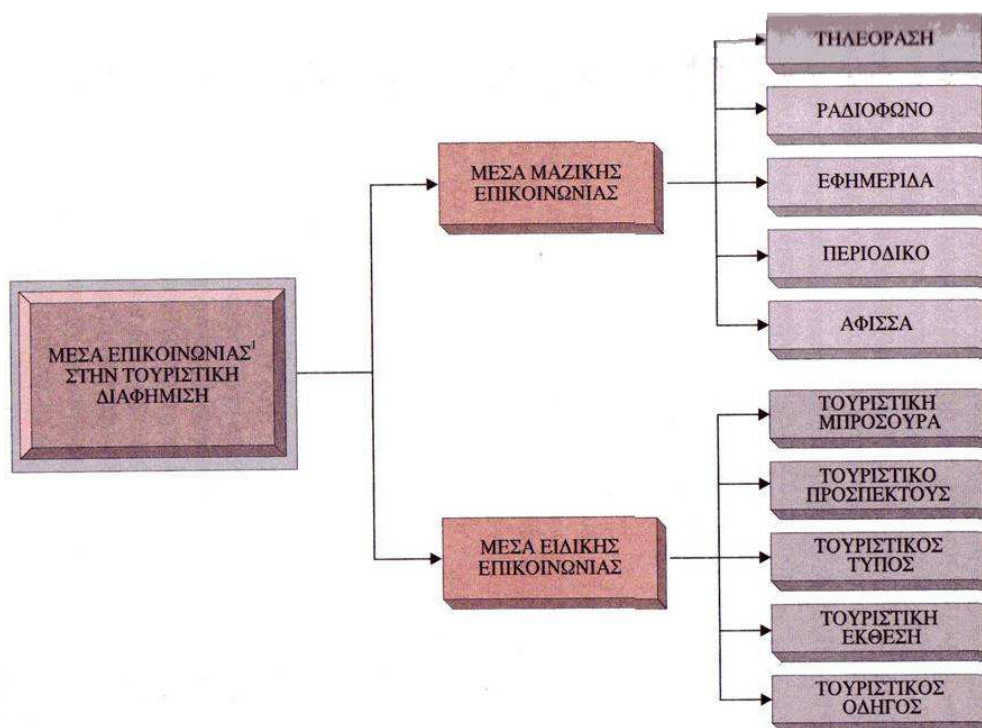 ΜΕΣΑ ΕΠΙΚΟΙΝΩΝΙΑΣ¹
ΣΤΗΝ ΤΟΥΡΙΣΤΙΚΗ
ΔΙΑΦΗΜΙΣΗ
ΜΕΣΑ ΜΑΖΙΚΗΣ
ΕΠΙΚΟΙΝΩΝΙΑΣ
ΤΗΛΕΟΡΑΣΗ
ΡΑΔΙΟΦΩΝΟ
ΕΦΗΜΕΡΙΔΑ
ΠΕΡΙΟΔΙΚΟ
ΑΦΙΣΣΑ
ΜΕΣΑ ΕΙΔΙΚΗΣ
ΕΠΙΚΟΙΝΩΝΙΑΣ
ΤΟΥΡΙΣΤΙΚΗ
ΜΠΡΟΣΟΥΡΑ
ΤΟΥΡΙΣΤΙΚΟ
ΠΡΟΣΠΕΚΤΟΥΣ
ΤΟΥΡΙΣΤΙΚΟΣ
ΤΥΠΟΣ
ΤΟΥΡΙΣΤΙΚΗ
ΕΚΘΕΣΗ
ΤΟΥΡΙΣΤΙΚΟΣ
ΟΔΗΓΟΣ